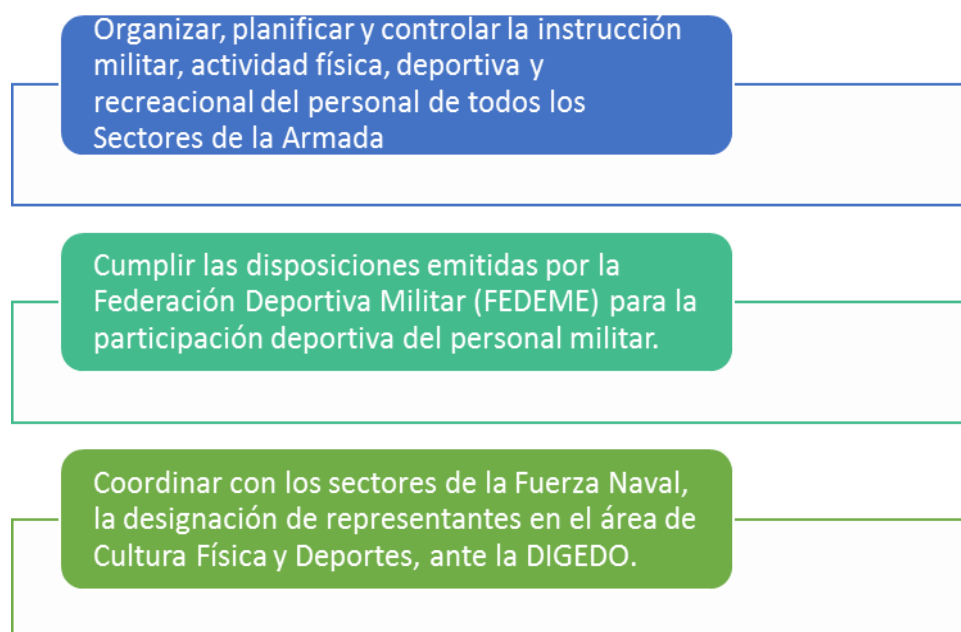 Organizar, planificar y controlar la instrucción
militar, actividad física, deportiva y
recreacional del personal de todos los
Sectores de la Armada
Cumplir las disposiciones emitidas por la
Federación Deportiva Militar (FEDEME) para la
participación deportiva del personal militar.
Coordinar con los sectores de la Fuerza Naval,
la designación de representantes en el área de
Cultura Física y Deportes, ante la DIGEDO.